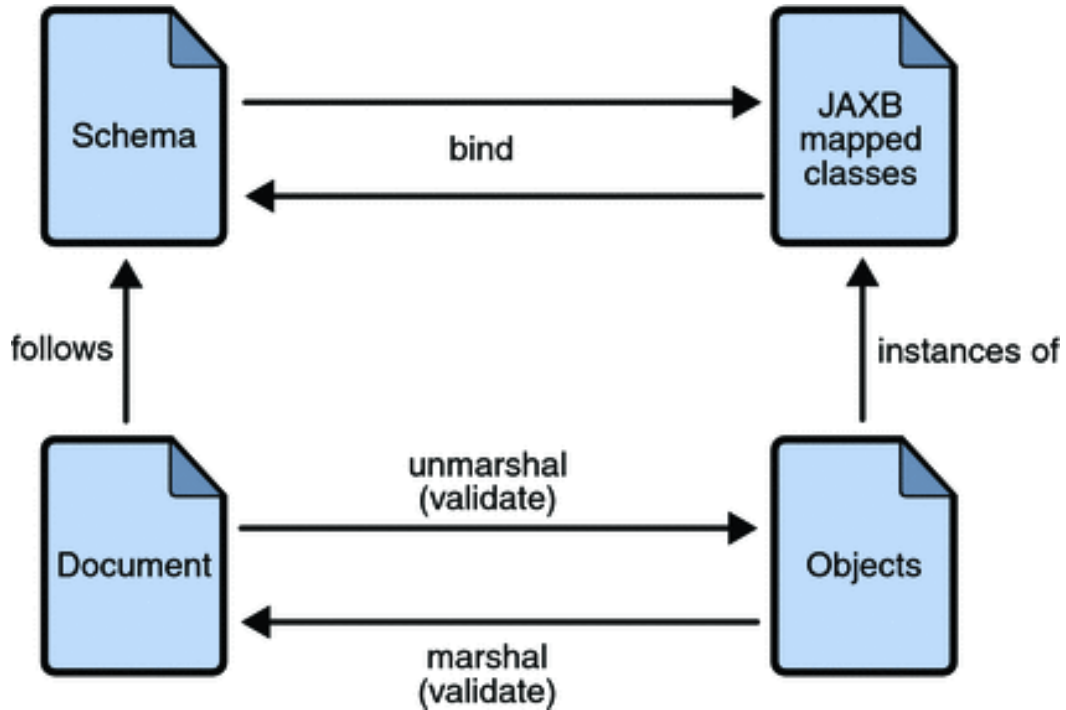 Schema
JAXB
mapped
classes
bind
follows
instances of
unmarshal
(validate)
Document
Objects
marshal
(validate)